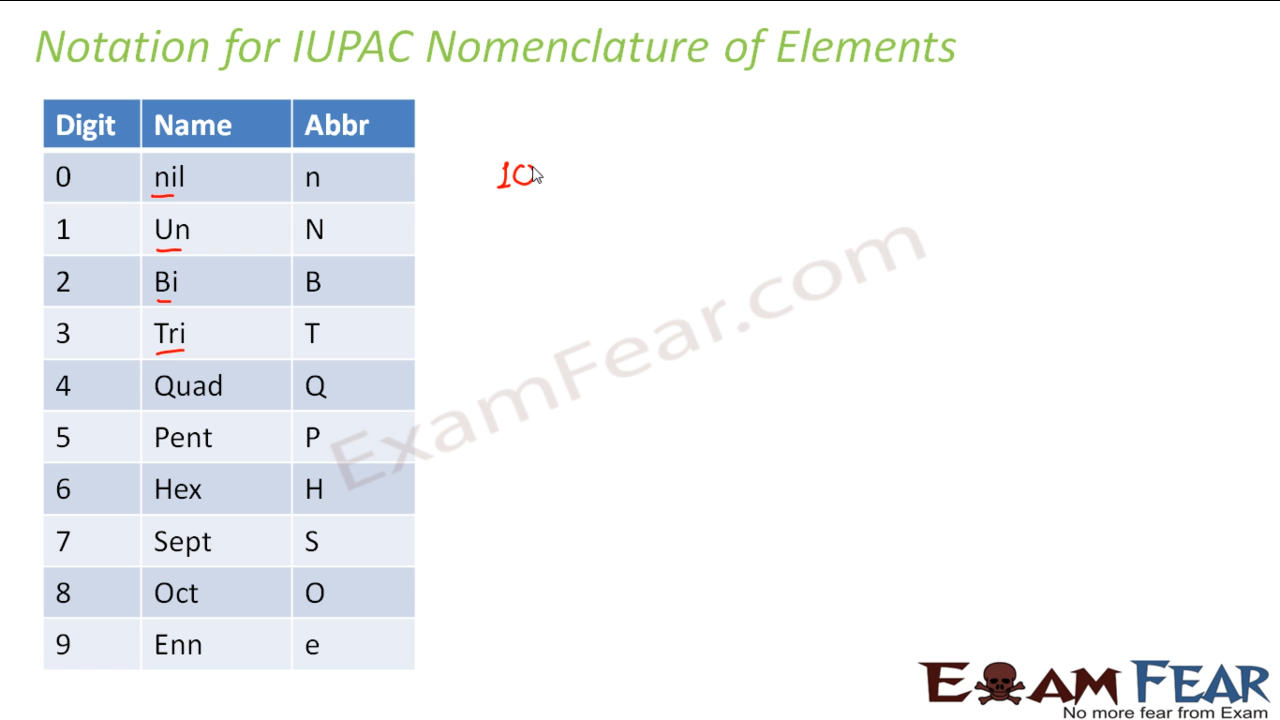 Notation for IUPAC Nomenclature of Elements
Digit Name Abbr
0 nil n
1 Un N
2 Bi B
3 Tri T
4 Quad Q
5 Pent P
6 Hex H
7 Sept S
8 Oct O
9 Enn e
10
ExamFear.com
EXAM FEAR
No more fear from Exam